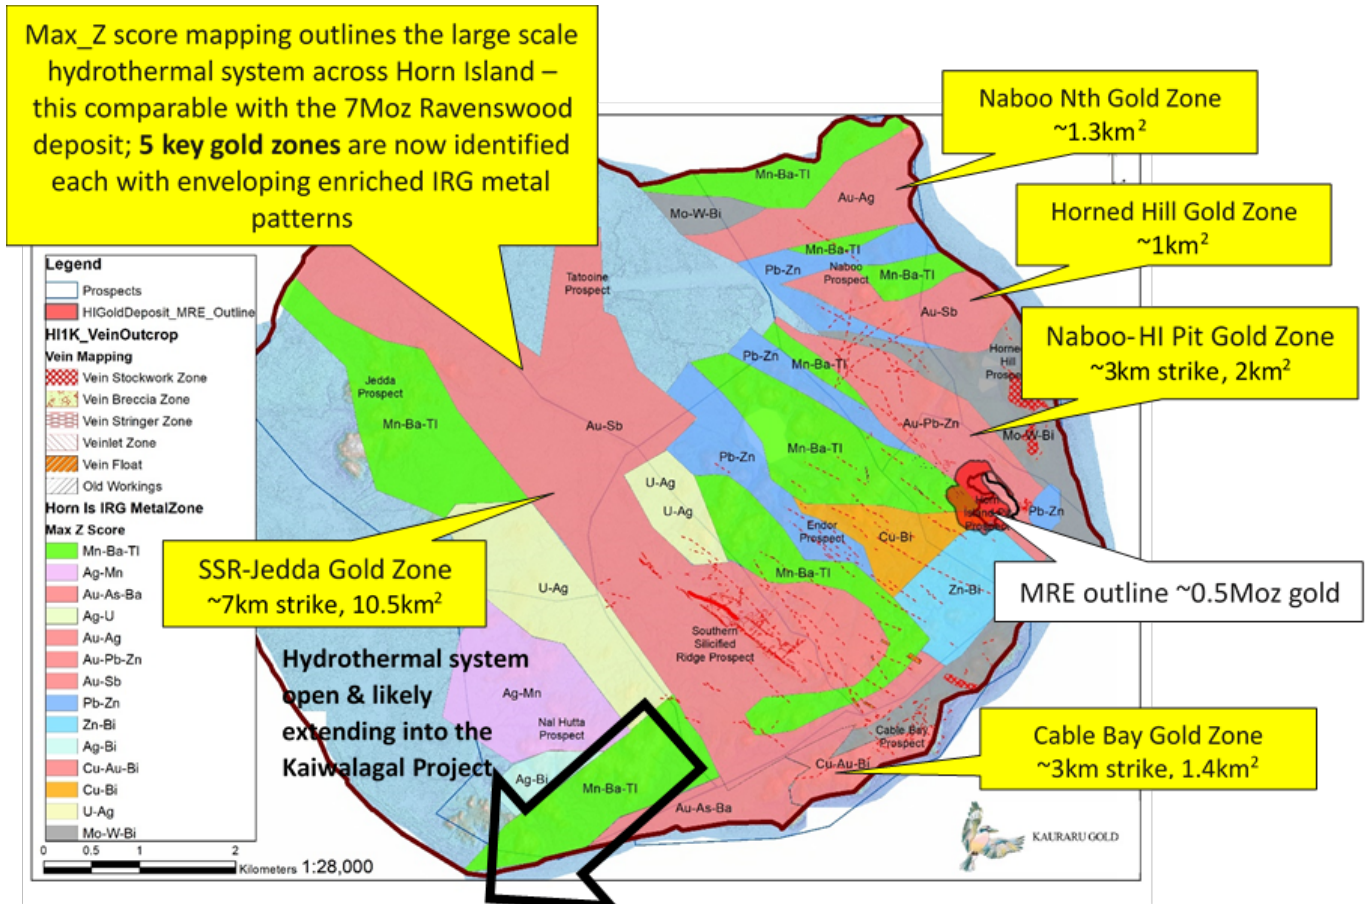 Max_Z score mapping outlines the large scale
hydrothermal system across Horn Island –
this comparable with the 7Moz Ravenswood
deposit; 5 key gold zones are now identified
each with enveloping enriched IRG metal
patterns
Naboo Nth Gold Zone
~1.3km²
Horned Hill Gold Zone
~1km²
Naboo-HI Pit Gold Zone
~3km strike, 2km²
MRE outline ~0.5Moz gold
Cable Bay Gold Zone
~3km strike, 1.4km²
SSR-Jedda Gold Zone
~7km strike, 10.5km²
Hydrothermal system
open & likely
extending into the
Kaiwalagal Project
Legend
Prospects
HIGoldDeposit_MRE_Outline
HI1K_VeinOutcrop
Vein Mapping
Vein Stockwork Zone
Vein Breccia Zone
Vein Stringer Zone
Veinlet Zone
Vein Float
Old Workings
Horn Is IRG MetalZone
Max Z Score
Mn-Ba-Tl
Ag-Mn
Au-As-Ba
Ag-U
Au-Ag
Au-Pb-Zn
Au-Sb
Pb-Zn
Zn-Bi
Ag-Bi
Cu-Au-Bi
Cu-Bi
U-Ag
Mo-W-Bi
0 0.5 1 2
Kilometers 1:28,000
Mn-Ba-Tl
Au-Ag
Mo-W-Bi
Mn-Ba-Tl
Pb-Zn
Naboo
Prospect
Mn-Ba-Tl
Au-Sb
Tatooine
Prospect
Horned
Hill
Prospect
Pb-Zn
Mn-Ba-Tl
Jedda
Prospect
Mn-Ba-Tl
Au-Sb
Au-Pb-Zn
Mo-W-Bi
Mn-Ba-Tl
Pb-Zn
U-Ag
U-Ag
Horn
Island Pit
Prospect
Pb-Zn
Endor
Prospect
Cu-Bi
Mn-Ba-Tl
Zn-Bi
U-Ag
Southern
Silicified
Ridge Prospect
Ag-Mn
Nal Hutta
Prospect
Cable Bay
Prospect
Cu-Au-Bi
Ag-Bi
Mn-Ba-Tl
Au-As-Ba
KAURARU GOLD